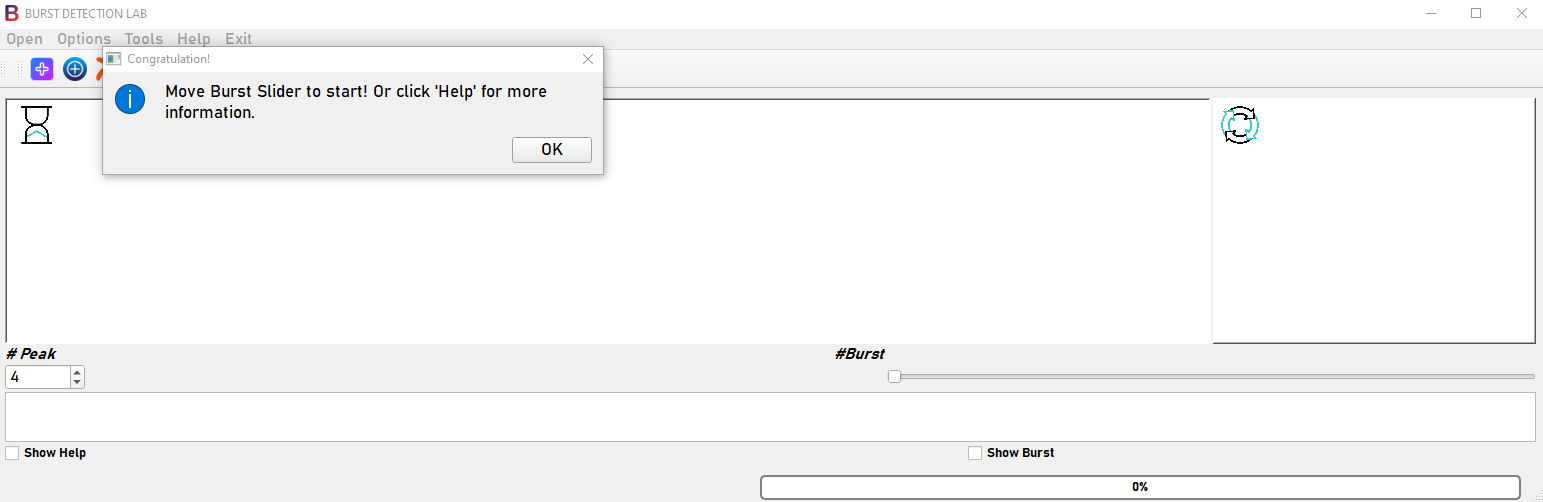 BURST DETECTION LAB
Open Options Tools Help Exit
Congratulation!
Move Burst Slider to start! Or click 'Help' for more
information.
OK
# Peak
#Burst
4
Show Help
Show Burst
0%